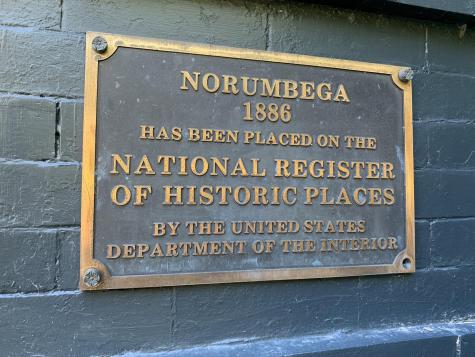 NORUMBEGA
1886
HAS BEEN PLACED ON THE
NATIONAL REGISTER
OF HISTORIC PLACES
BY THE UNITED STATES
DEPARTMENT OF THE INTERIOR